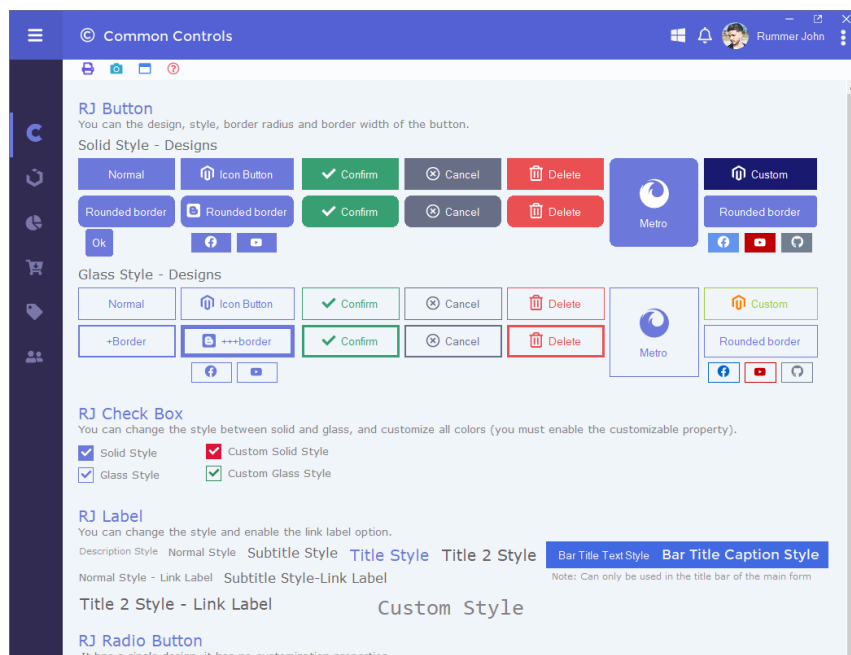 © Common Controls
Rummer John
RJ Button
You can the design, style, border radius and border width of the button.
Solid Style - Designs
Normal
Icon Button
Confirm
Cancel
Delete
Metro
Custom
Rounded border
Rounded border
Confirm
Cancel
Delete
Rounded border
Ok
Glass Style - Designs
Normal
Icon Button
Confirm
Cancel
Delete
Metro
Custom
+Border
+++border
Confirm
Cancel
Delete
Rounded border
RJ Check Box
You can change the style between solid and glass, and customize all colors (you must enable the customizable property).
Solid Style
Custom Solid Style
Glass Style
Custom Glass Style
RJ Label
You can change the style and enable the link label option.
Description Style Normal Style Subtitle Style Title Style Title 2 Style Bar Title Text Style Bar Title Caption Style
Normal Style - Link Label Subtitle Style-Link Label
Note: Can only be used in the title bar of the main form
Title 2 Style - Link Label
Custom Style
RJ Radio Button